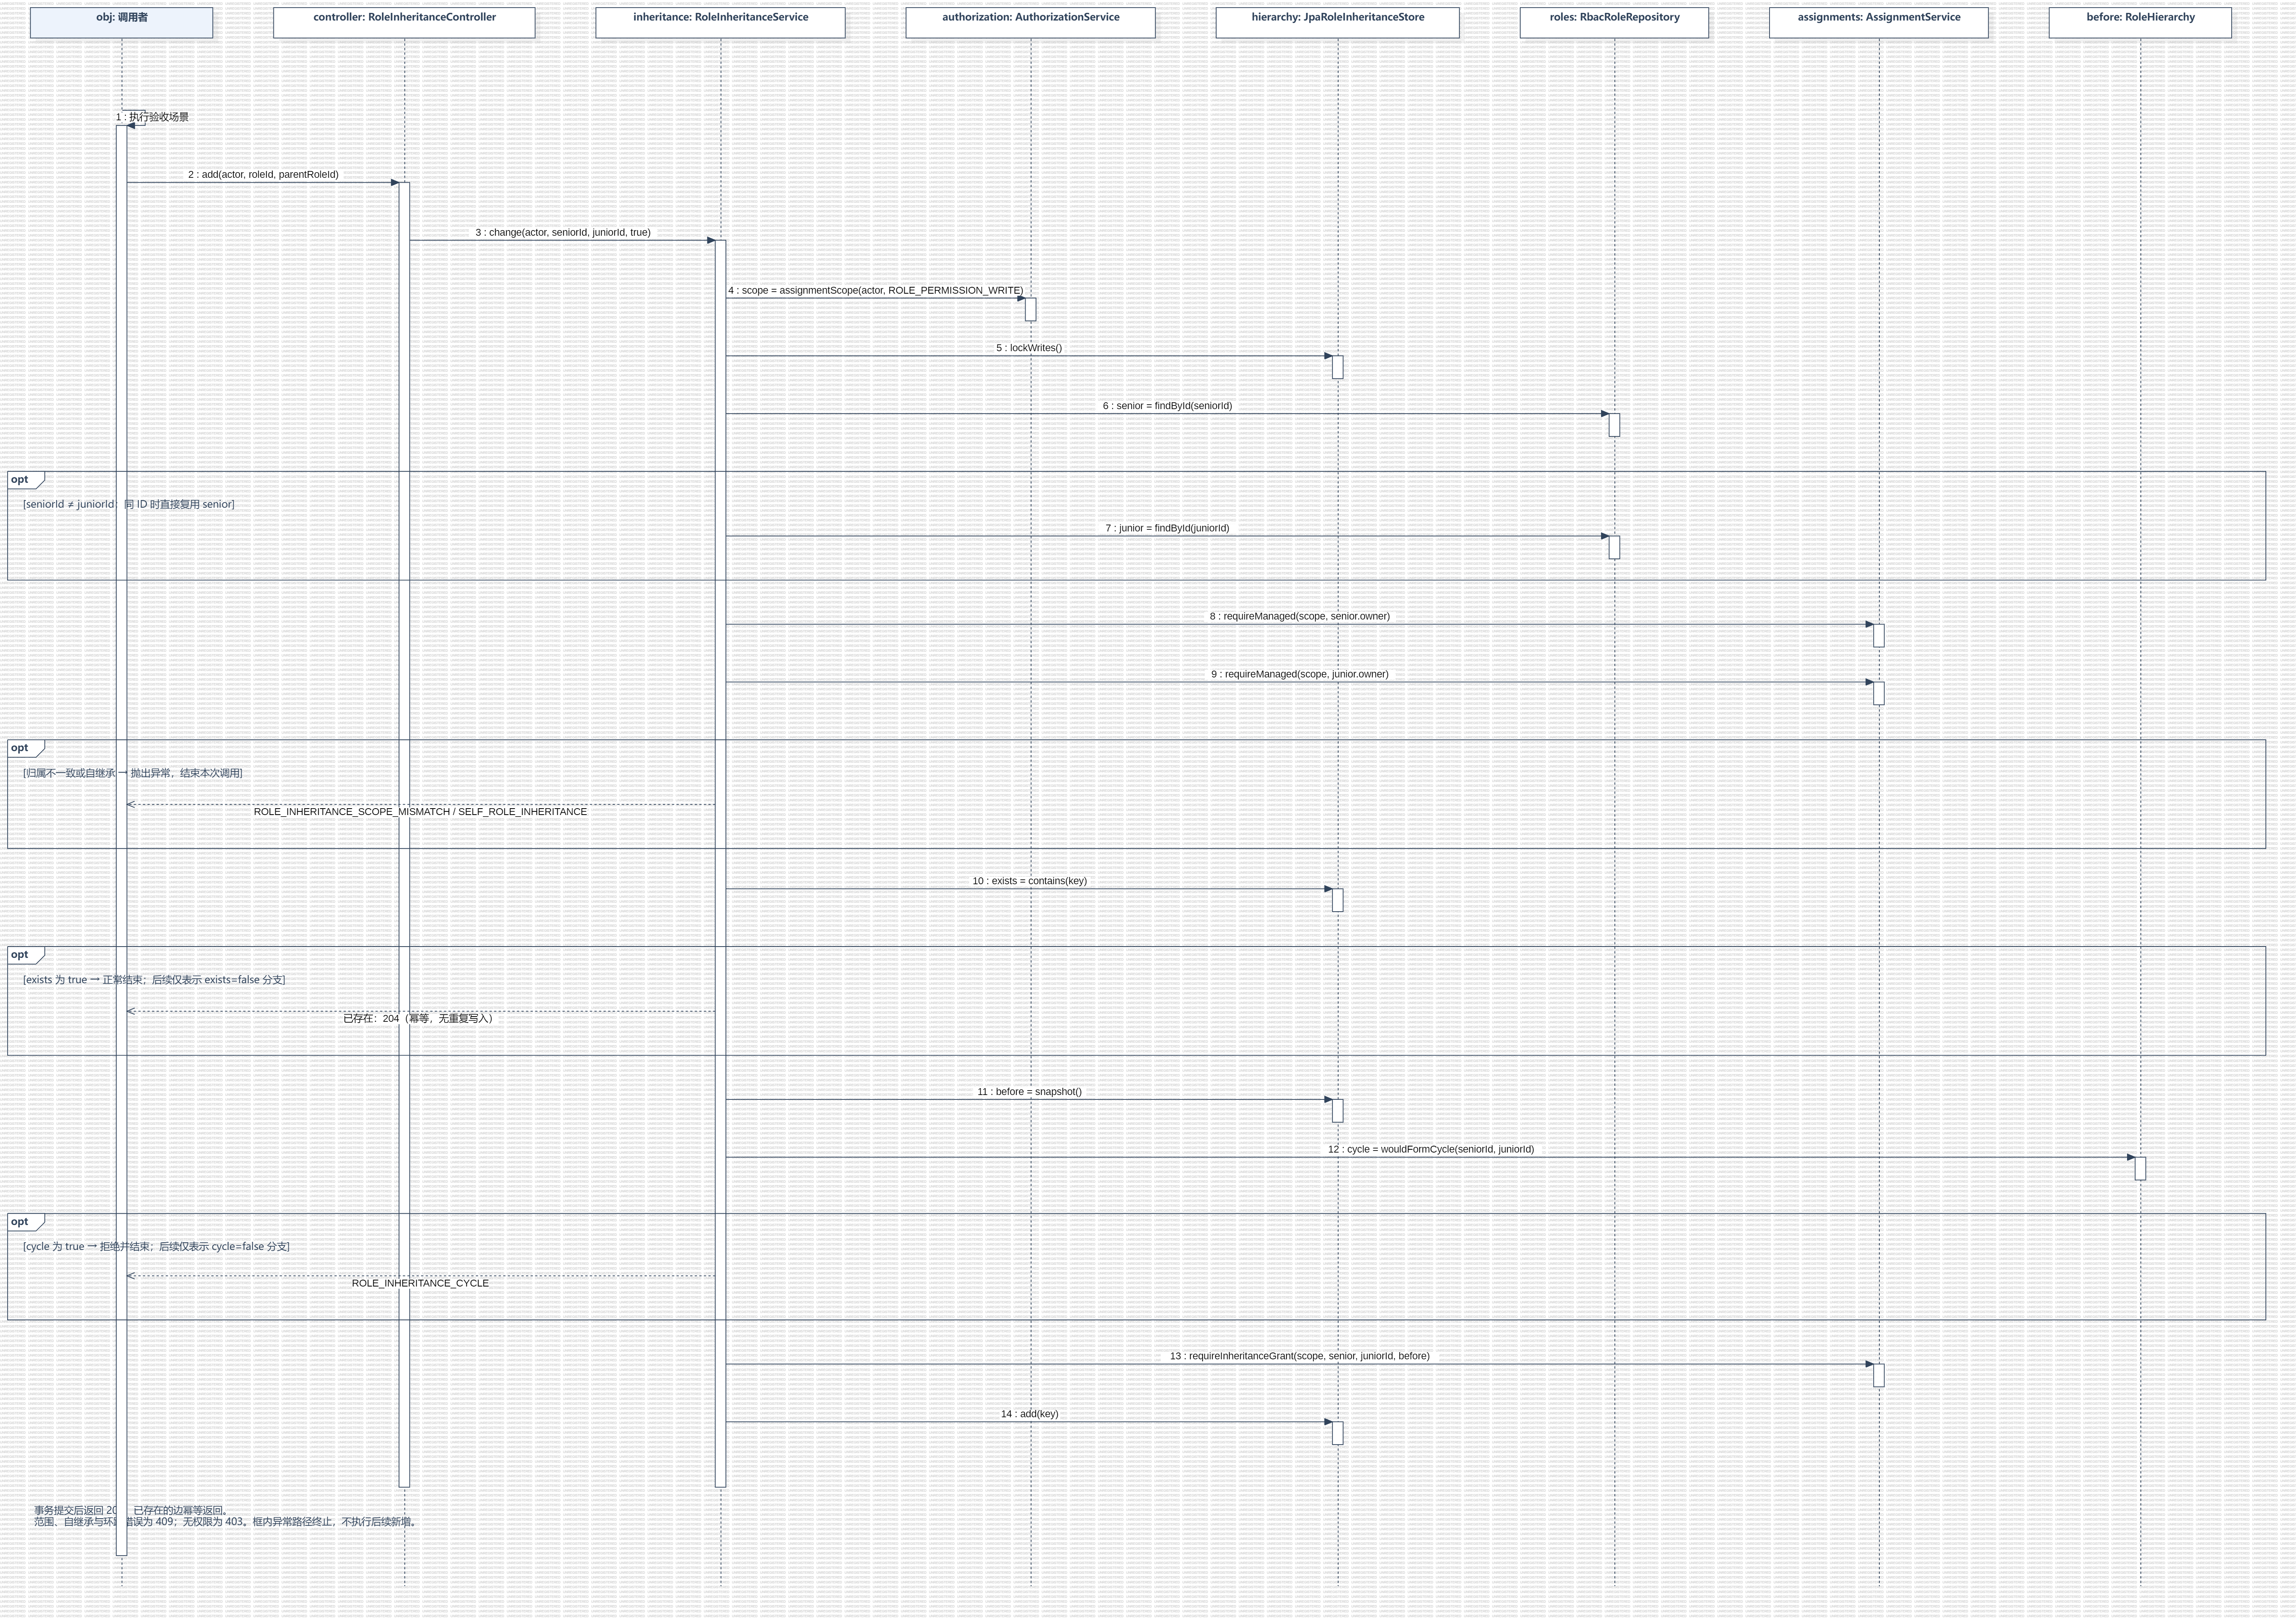 obj: 调用者
controller: RoleInheritanceController
inheritance: RoleInheritanceService
authorization: AuthorizationService
hierarchy: JpaRoleInheritanceStore
roles: RbacRoleRepository
assignments: AssignmentService
before: RoleHierarchy
1 : 执行验收场景
2 : add(actor, roleId, parentRoleId)
3 : change(actor, seniorId, juniorId, true)
4 : scope = assignmentScope(actor, ROLE_PERMISSION_WRITE)
5 : lockWrites()
6 : senior = findById(seniorId)
opt
[seniorId ≠ juniorId；同 ID 时直接复用 senior]
7 : junior = findById(juniorId)
8 : requireManaged(scope, senior.owner)
9 : requireManaged(scope, junior.owner)
opt
[归属不一致或自继承 → 抛出异常，结束本次调用]
ROLE_INHERITANCE_SCOPE_MISMATCH / SELF_ROLE_INHERITANCE
10 : exists = contains(key)
opt
[exists 为 true → 正常结束；后续仅表示 exists=false 分支]
已存在：204（幂等，无重复写入）
11 : before = snapshot()
12 : cycle = wouldFormCycle(seniorId, juniorId)
opt
[cycle 为 true → 拒绝并结束；后续仅表示 cycle=false 分支]
ROLE_INHERITANCE_CYCLE
13 : requireInheritanceGrant(scope, senior, juniorId, before)
14 : add(key)
事务提交后返回 20 已存在的边幂等返回。
范围、自继承与环路错误为 409；无权限为 403。框内异常路径终止，不执行后续新增。